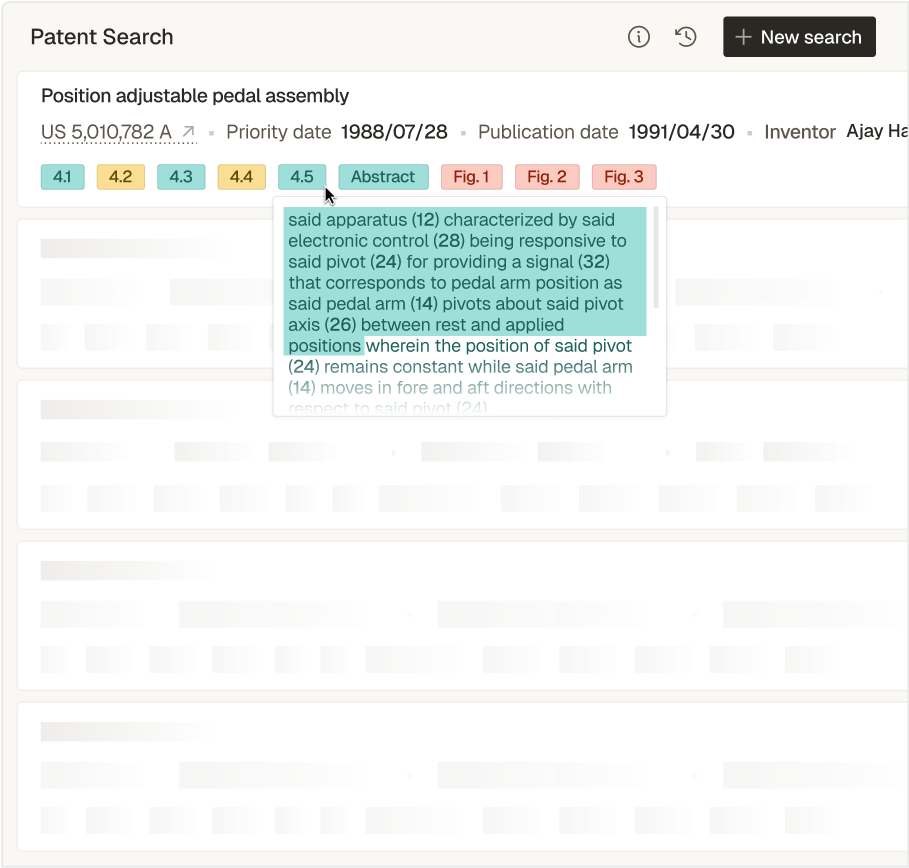 Patent Search
New search
Position adjustable pedal assembly
US 5,010,782 A Priority date 1988/07/28 Publication date 1991/04/30 Inventor Ajay Ha
4.1 4.2 4.3 4.4 4.5 Abstract Fig. 1 Fig. 2 Fig. 3
said apparatus (12) characterized by said
electronic control (28) being responsive to
said pivot (24) for providing a signal (32)
that corresponds to pedal arm position as
said pedal arm (14) pivots about said pivot
axis (26) between rest and applied
positions wherein the position of said pivot
(24) remains constant while said pedal arm
(14) moves in fore and aft directions with
respect to said pivot (24)